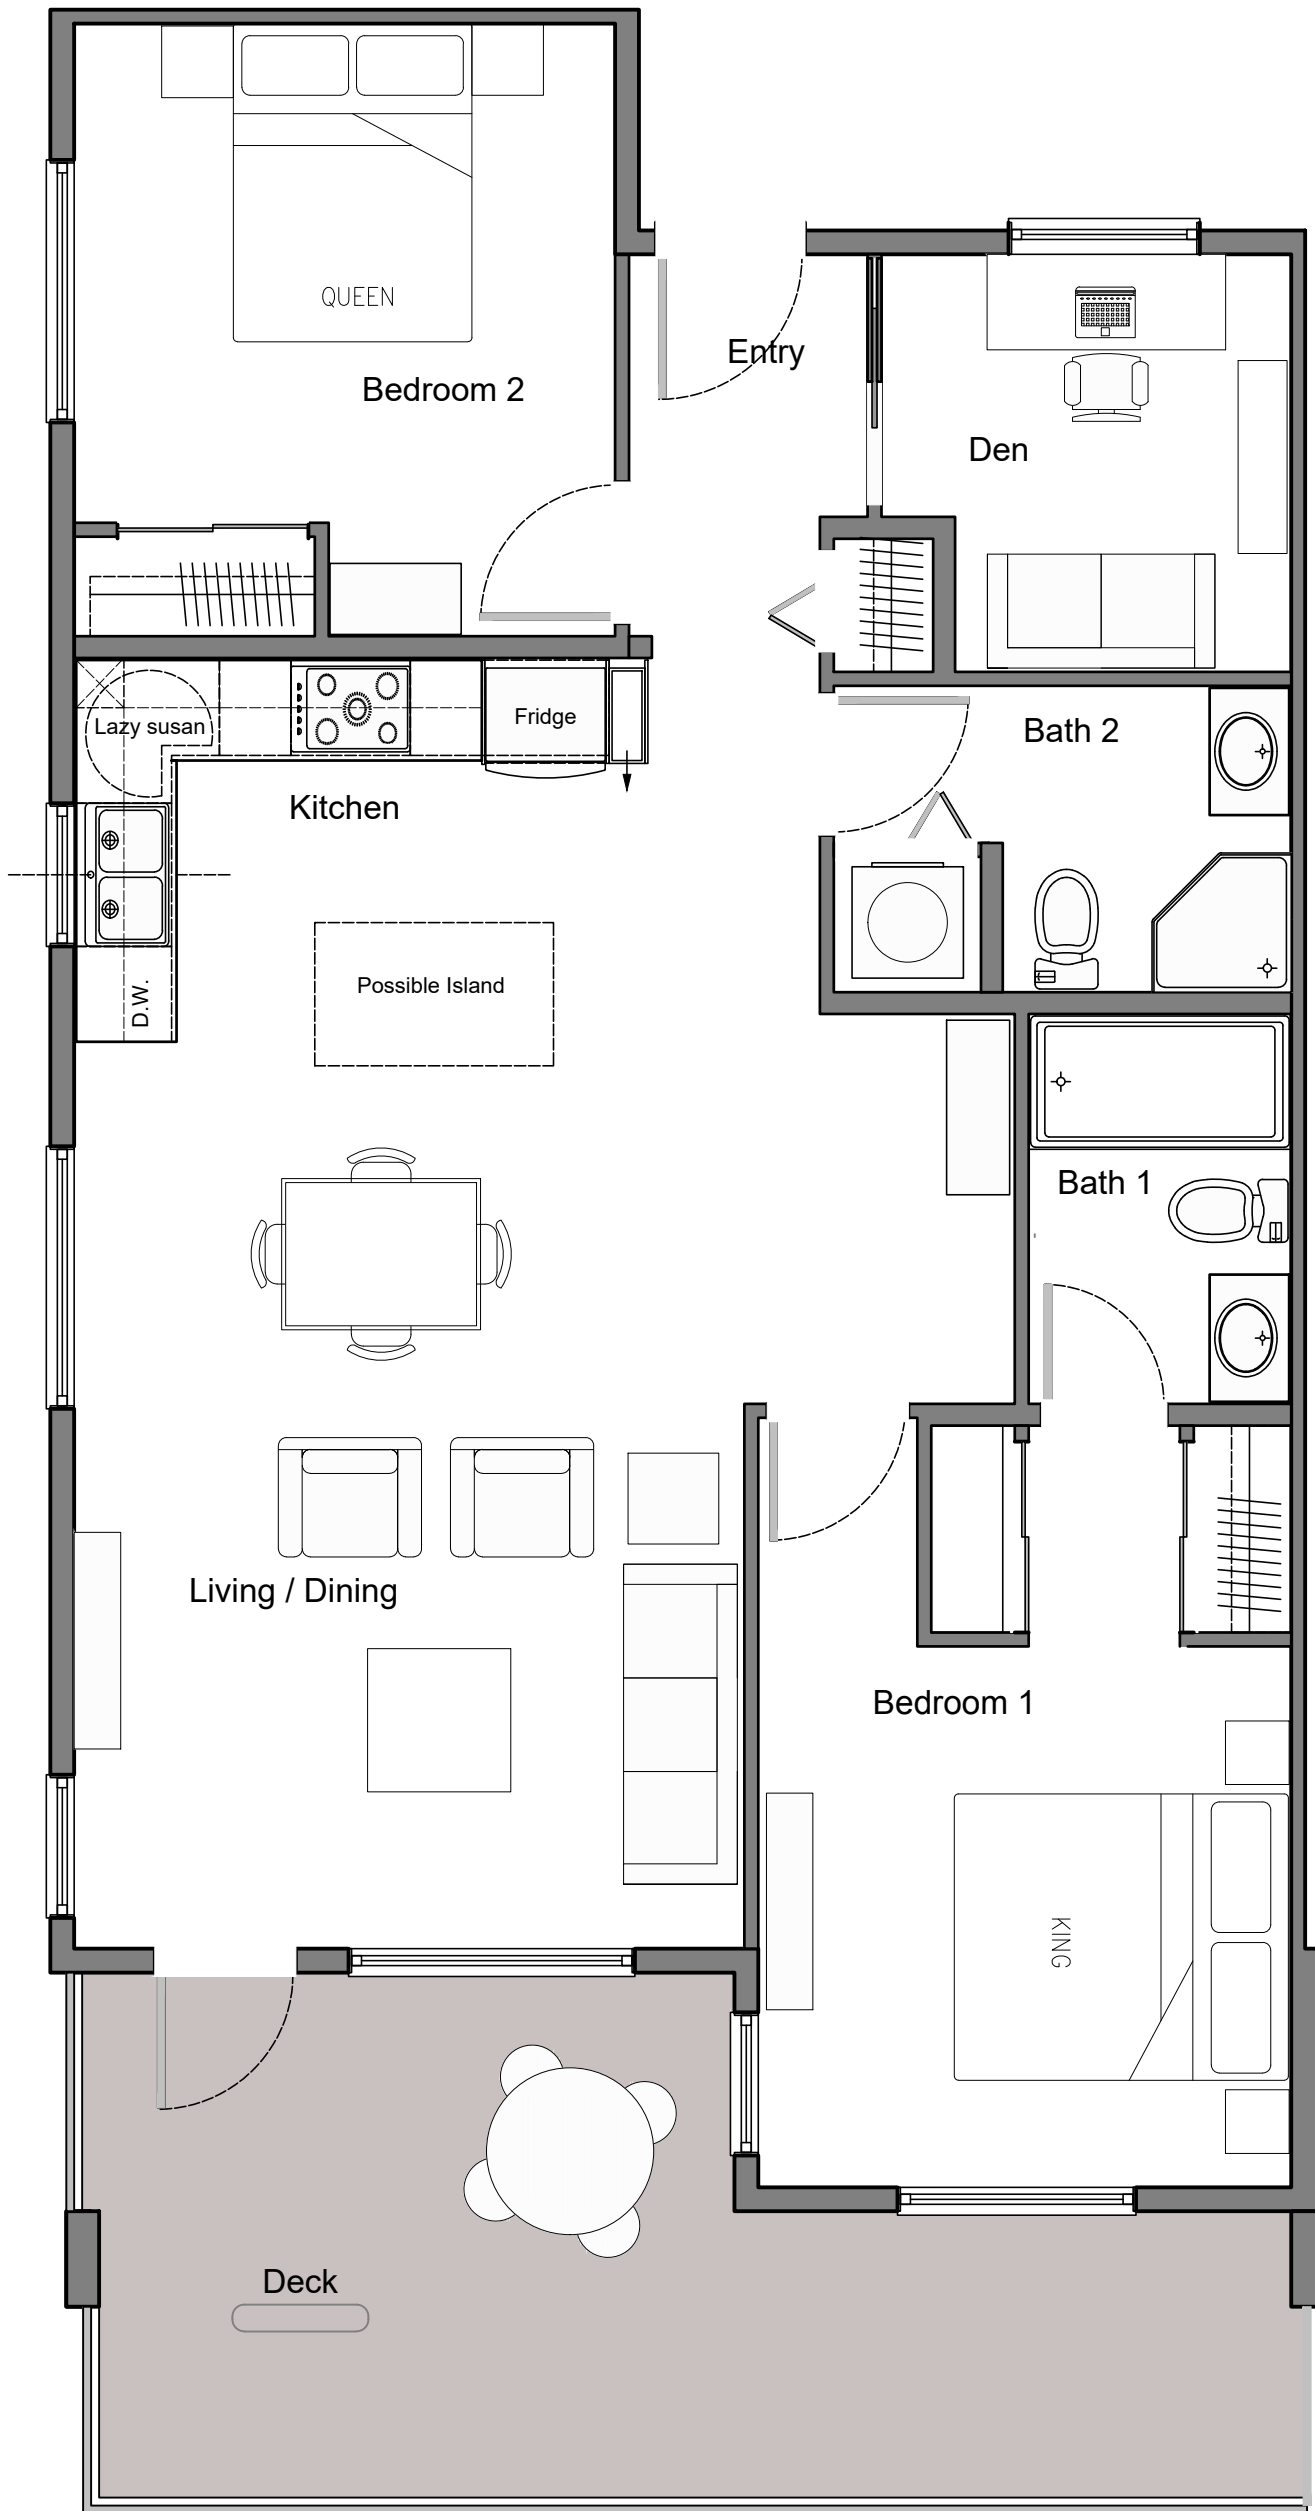 QUEEN
Bedroom 2
Entry
Den
Lazy susan
Fridge
Bath 2
Kitchen
Possible Island
D.W.
Bath 1
Living / Dining
Bedroom 1
KING
Deck